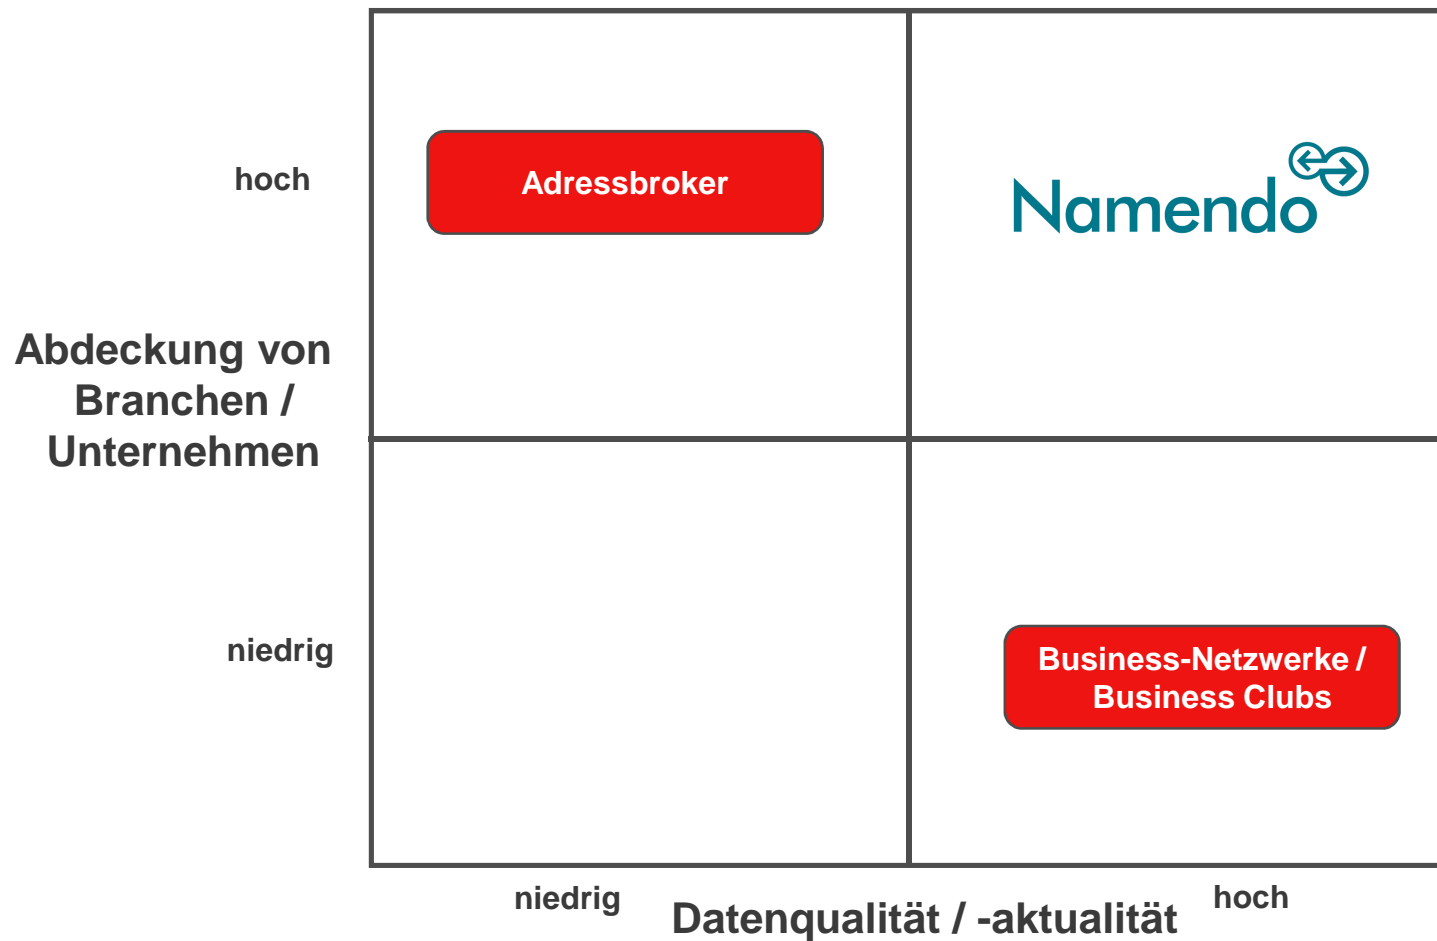 hoch
Adressbroker
Namendo
Abdeckung von
Branchen /
Unternehmen
niedrig
Business-Netzwerke /
Business Clubs
niedrig
Datenqualität / -aktualität
hoch